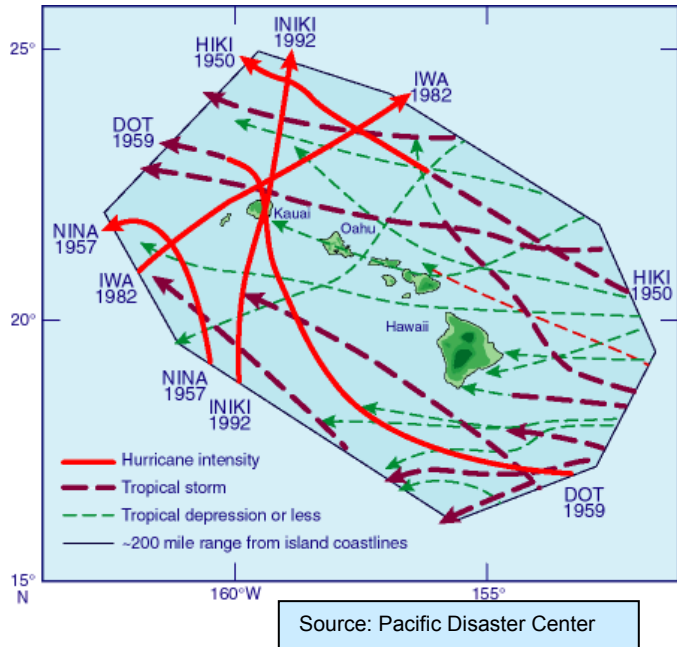 INIKI
1992
25°
HIKI
1950
IWA
1982
DOT
1959
Kauai
Oahu
NINA
1957
IWA
1982
HIKI
1950
20°
Hawaii
NINA
1957
INIKI
1992
Hurricane intensity
Tropical storm
Tropical depression or less
~200 mile range from island coastlines
DOT
1959
15°
N
160°W
155°
Source: Pacific Disaster Center